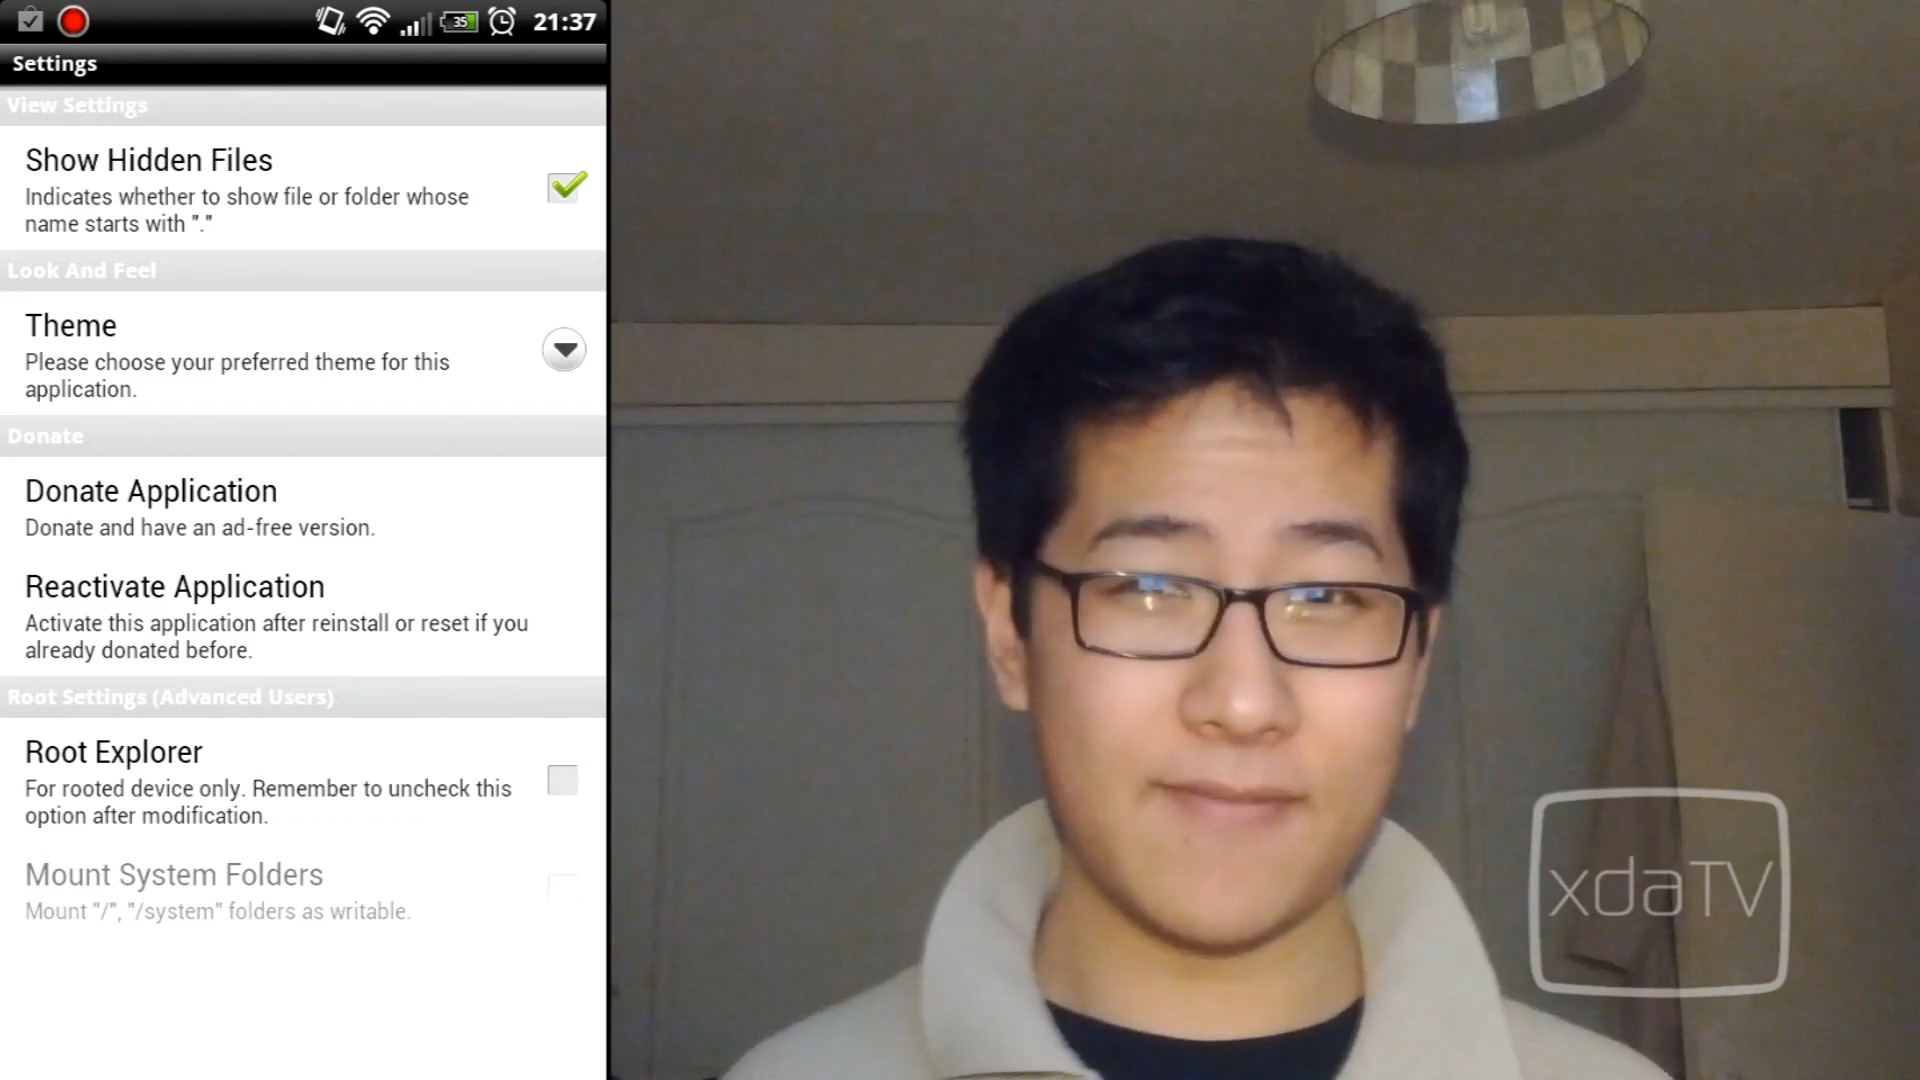 35
21:37
Settings
View Settings
Show Hidden Files
Indicates whether to show file or folder whose
name starts with "."
Look And Feel
Theme
Please choose your preferred theme for this
application.
Donate
Donate Application
Donate and have an ad-free version.
Reactivate Application
Activate this application after reinstall or reset if you
already donated before.
Root Settings (Advanced Users)
Root Explorer
For rooted device only. Remember to uncheck this
option after modification.
Mount System Folders
Mount "/", "/system" folders as writable.
xdaTV